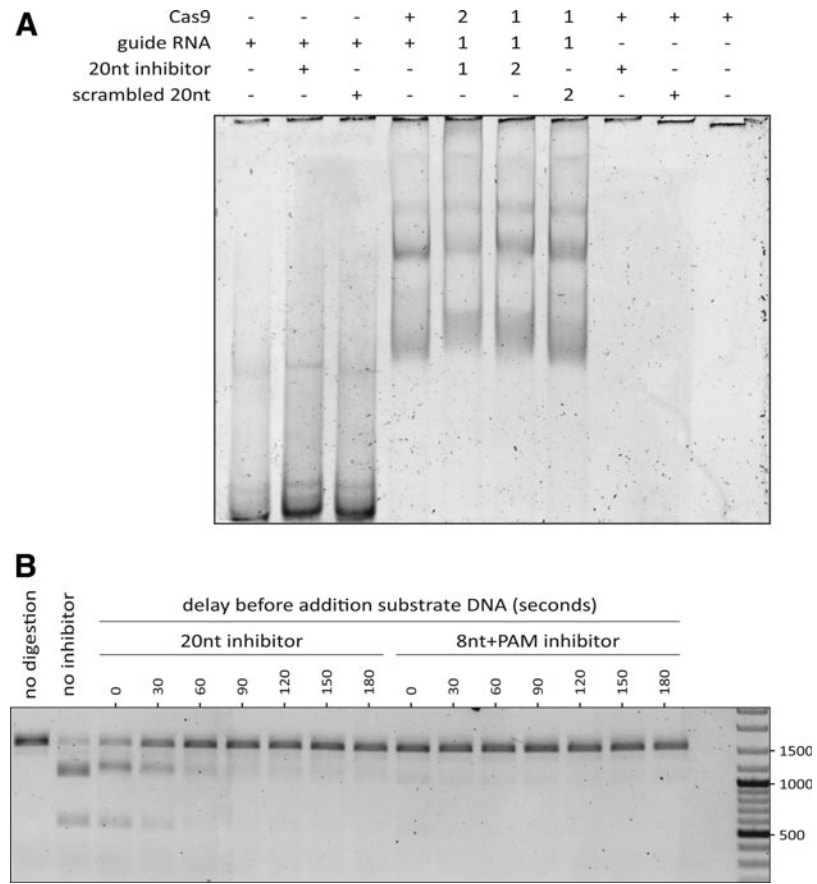 A
Cas9 - - - + 2 1 1 + + +
guide RNA + + + + 1 1 1 - - -
20nt inhibitor - + - - 1 2 - + - -
scrambled 20nt - - + - - - 2 - + -
B
no digestion
no inhibitor
delay before addition substrate DNA (seconds)
20nt inhibitor 8nt+PAM inhibitor
0 30 60 90 120 150 180 0 30 60 90 120 150 180
1500
1000
500